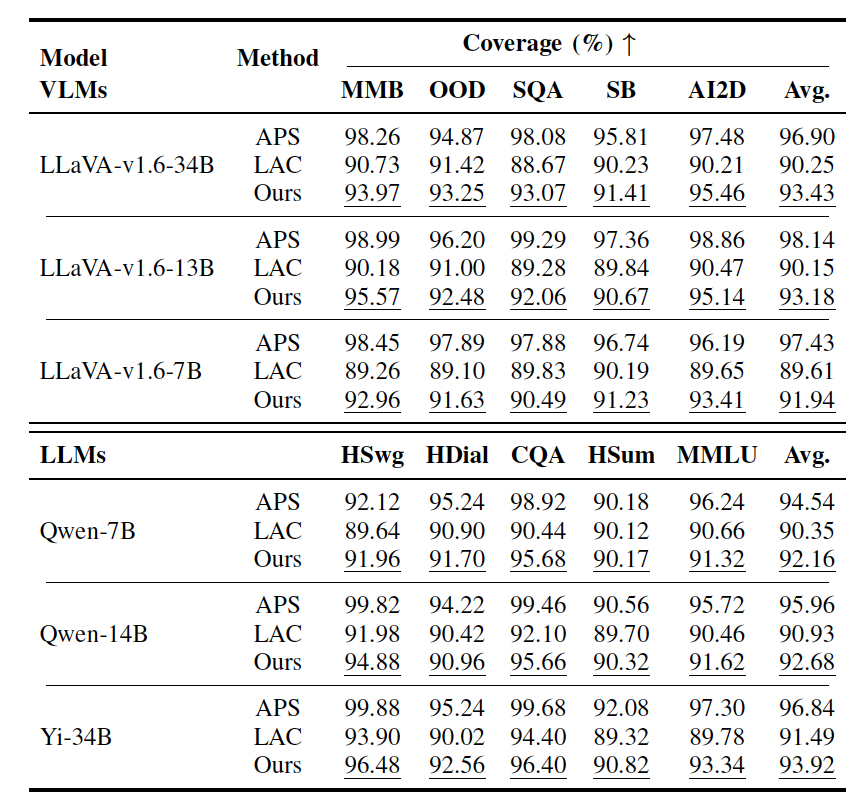 Model Method Coverage (%) ↑
VLMs MMB OOD SQA SB AI2D Avg.
APS 98.26 94.87 98.08 95.81 97.48 96.90
LLaVA-v1.6-34B LAC 90.73 91.42 88.67 90.23 90.21 90.25
Ours 93.97 93.25 93.07 91.41 95.46 93.43
APS 98.99 96.20 99.29 97.36 98.86 98.14
LLaVA-v1.6-13B LAC 90.18 91.00 89.28 89.84 90.47 90.15
Ours 95.57 92.48 92.06 90.67 95.14 93.18
APS 98.45 97.89 97.88 96.74 96.19 97.43
LLaVA-v1.6-7B LAC 89.26 89.10 89.83 90.19 89.65 89.61
Ours 92.96 91.63 90.49 91.23 93.41 91.94
LLMs HSwg HDial CQA HSum MMLU Avg.
APS 92.12 95.24 98.92 90.18 96.24 94.54
Qwen-7B LAC 89.64 90.90 90.44 90.12 90.66 90.35
Ours 91.96 91.70 95.68 90.17 91.32 92.16
APS 99.82 94.22 99.46 90.56 95.72 95.96
Qwen-14B LAC 91.98 90.42 92.10 89.70 90.46 90.93
Ours 94.88 90.96 95.66 90.32 91.62 92.68
APS 99.88 95.24 99.68 92.08 97.30 96.84
Yi-34B LAC 93.90 90.02 94.40 89.32 89.78 91.49
Ours 96.48 92.56 96.40 90.82 93.34 93.92